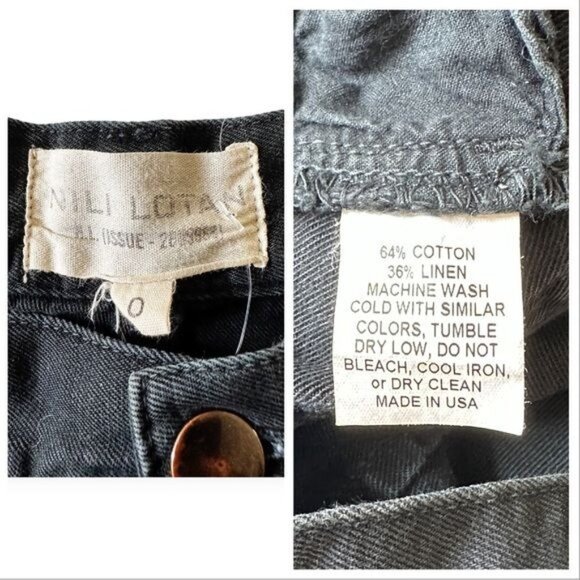 NILI LOTAN
0
64% COTTON
36% LINEN
MACHINE WASH
COLD WITH SIMILAR
COLORS, TUMBLE
DRY LOW, DO NOT
BLEACH, COOL IRON,
or DRY CLEAN
MADE IN USA